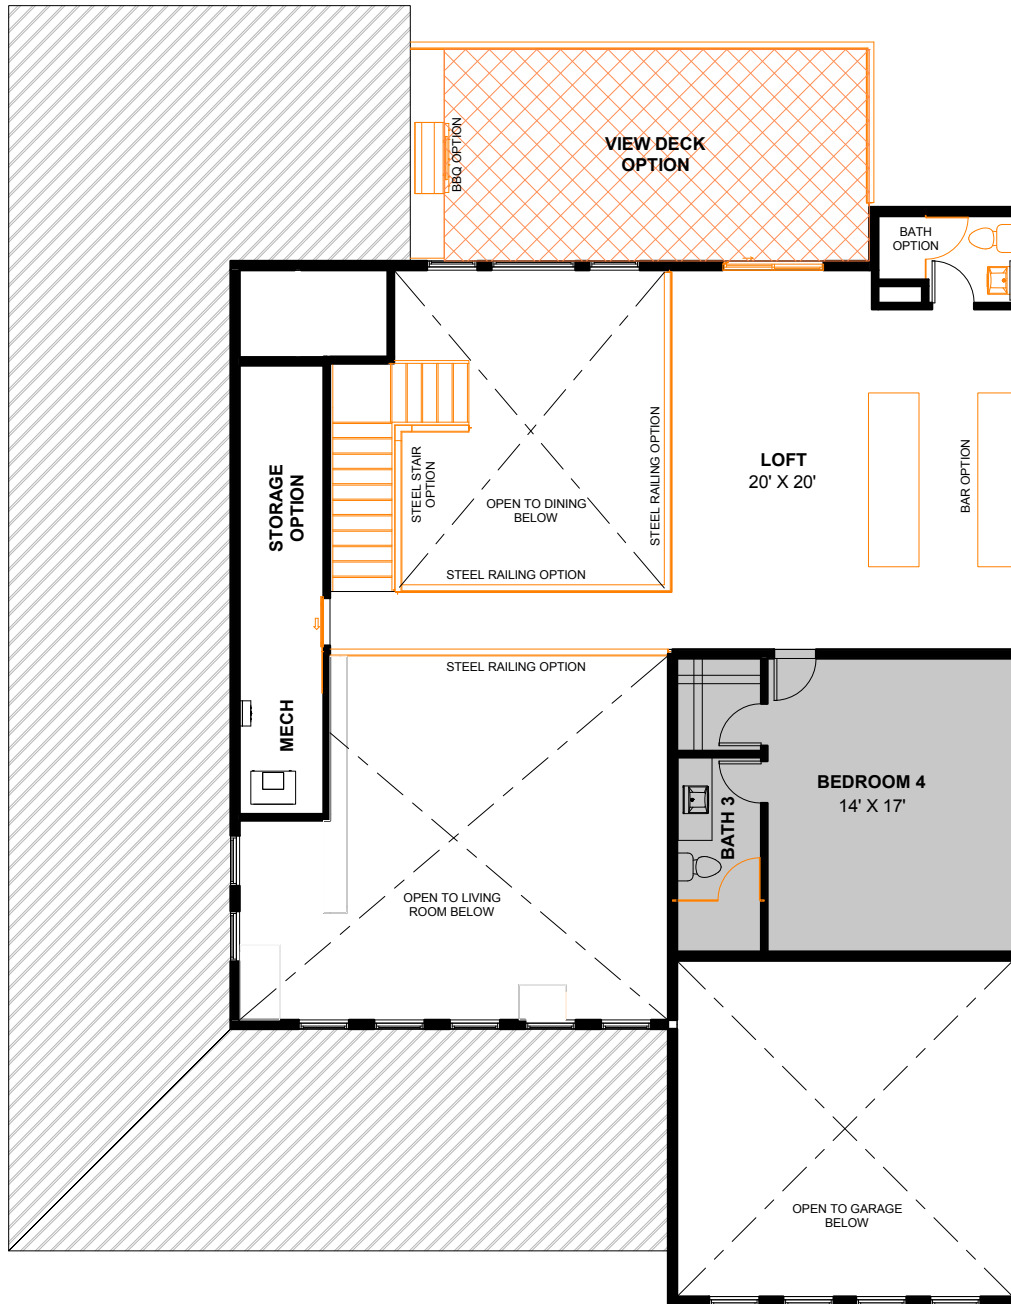 VIEW DECK
OPTION
BBQ OPTION
BATH
OPTION
STEEL STAIR
OPTION
STEEL RAILING OPTION
LOFT
20' X 20'
BAR OPTION
OPEN TO DINING
BELOW
STORAGE
OPTION
STEEL RAILING OPTION
STEEL RAILING OPTION
MECH
BEDROOM 4
14' X 17'
BATH 3
OPEN TO LIVING
ROOM BELOW
OPEN TO GARAGE
BELOW